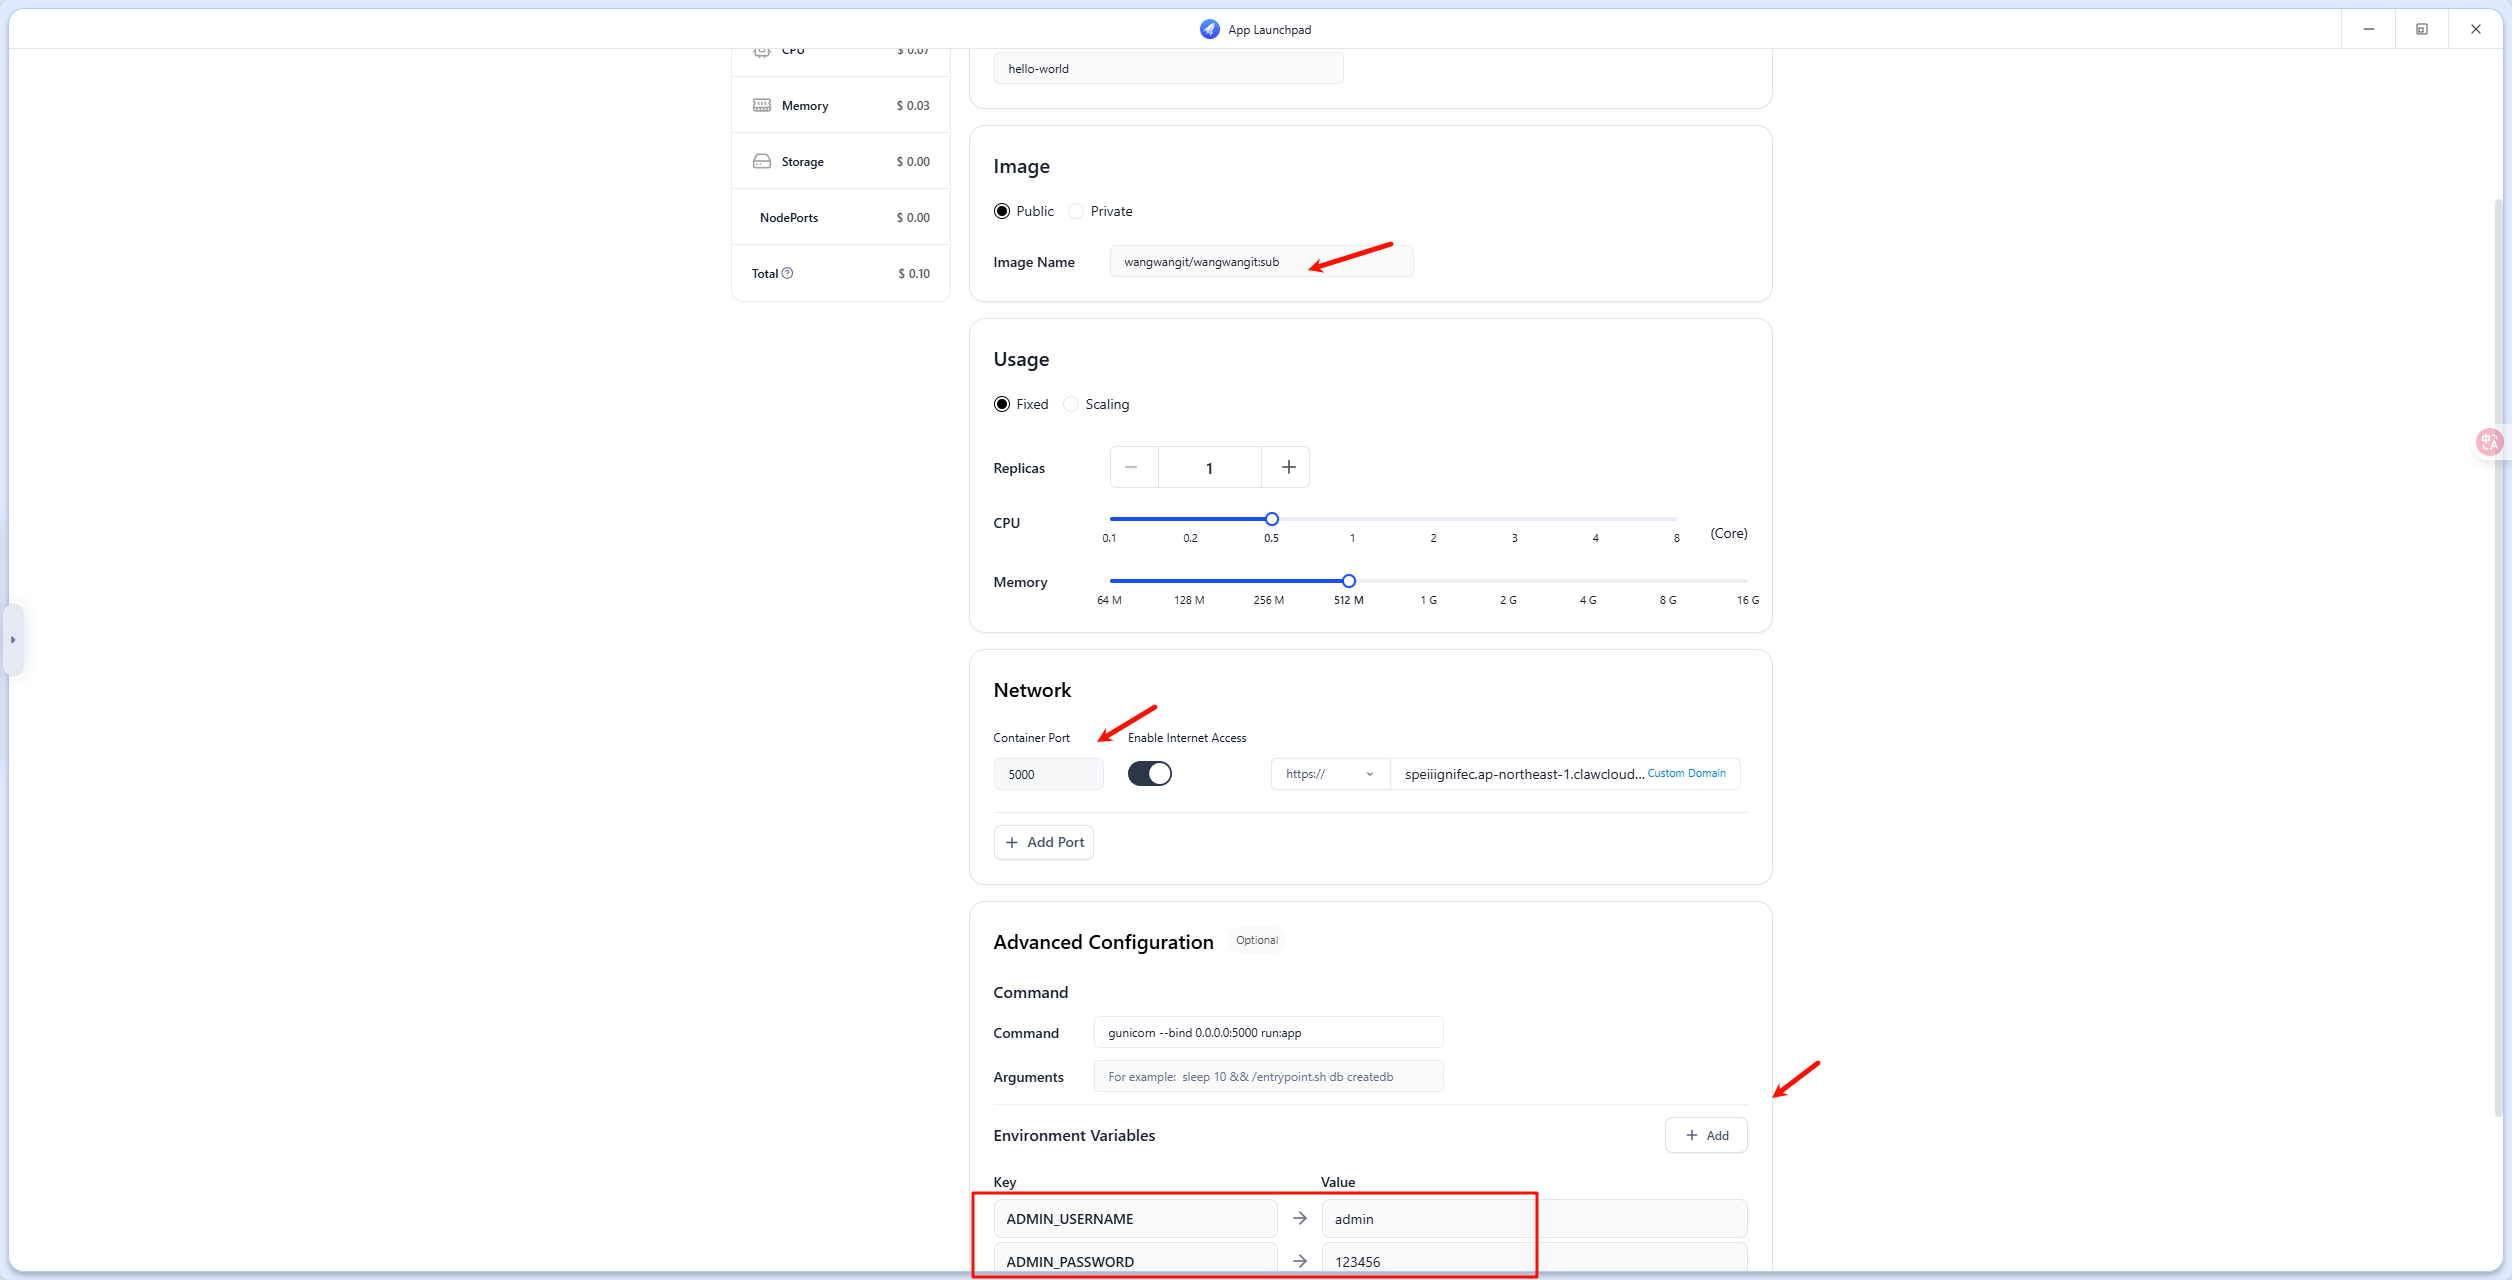 App Launchpad
CPU $ 0.07
Memory $ 0.03
Storage $ 0.00
NodePorts $ 0.00
Total $ 0.10
hello-world
Image
Public Private
Image Name wangwangit/wangwangit:sub
Usage
Fixed Scaling
Replicas 1
CPU
0.1 0.2 0.5 1 2 3 4 8 (Core)
Memory
64 M 128 M 256 M 512 M 1 G 2 G 4 G 8 G 16 G
Network
Container Port Enable Internet Access
5000 https:// speiiignifec.ap-northeast-1.clawcloud... Custom Domain
+ Add Port
Advanced Configuration Optional
Command
Command gunicorn --bind 0.0.0.0:5000 run:app
Arguments For example: sleep 10 && /entrypoint.sh db createdb
Environment Variables + Add
Key Value
ADMIN_USERNAME → admin
ADMIN_PASSWORD → 123456
中A